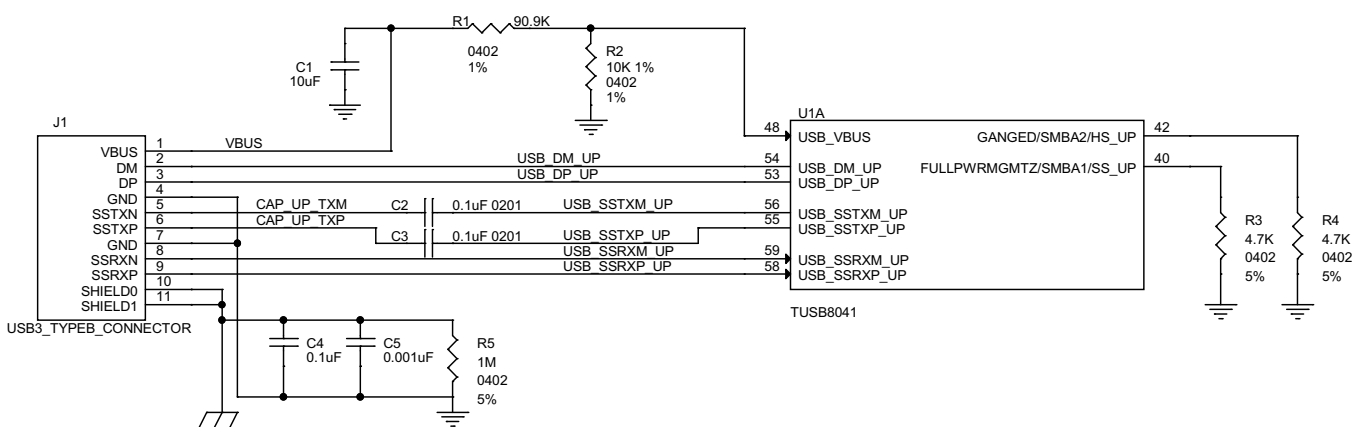 R1 90.9K
0402
1%
C1
10uF
R2
10K 1%
0402
1%
J1
VBUS
DM
DP
GND
SSTXN
SSTXP
GND
SSRXN
SSRXP
SHIELD0
SHIELD1
1
2
3
4
5
6
7
8
9
10
11
USB3_TYPEB_CONNECTOR
VBUS
USB_DM_UP
USB_DP_UP
CAP_UP_TXM
C2
0.1uF 0201
USB_SSTXM_UP
CAP_UP_TXP
C3
0.1uF 0201
USB_SSTXP_UP
USB_SSRXM_UP
USB_SSRXP_UP
48
54
53
56
55
59
58
U1A
USB_VBUS
USB_DM_UP
USB_DP_UP
USB_SSTXM_UP
USB_SSTXP_UP
USB_SSRXM_UP
USB_SSRXP_UP
GANGED/SMBA2/HS_UP
FULLPWRMGMTZ/SMBA1/SS_UP
42
40
TUSB8041
R3
4.7K
0402
5%
R4
4.7K
0402
5%
C4
0.1uF
C5
0.001uF
R5
1M
0402
5%